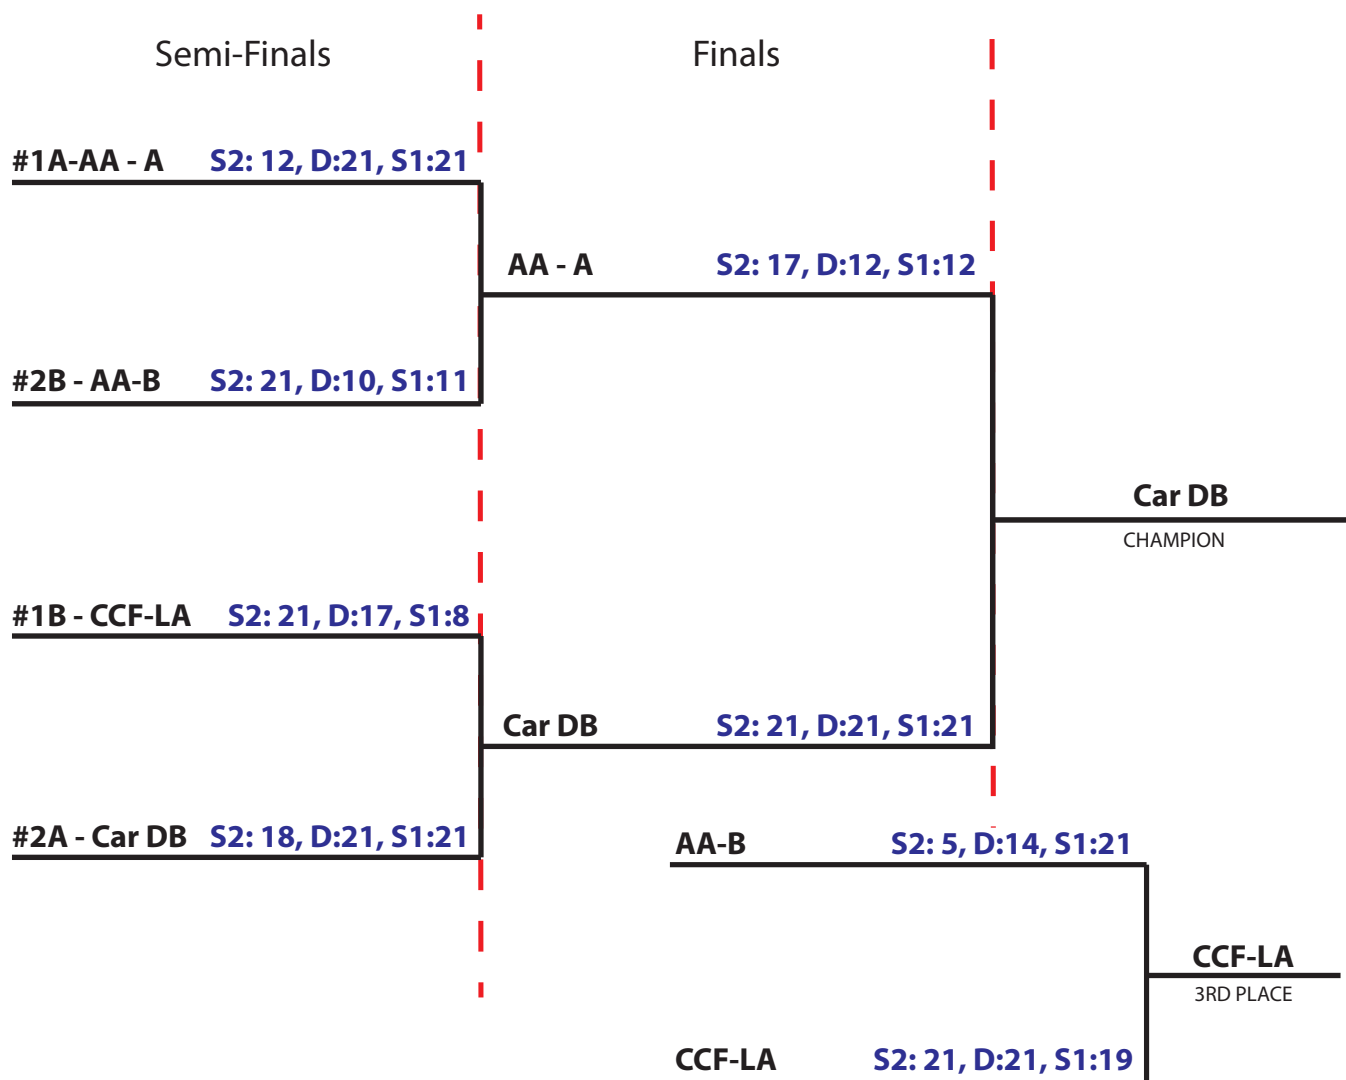 Semi-Finals
Finals
#1A-AA - A S2: 12, D:21, S1:21
AA - A S2: 17, D:12, S1:12
#2B - AA-B S2: 21, D:10, S1:11
Car DB
CHAMPION
#1B - CCF-LA S2: 21, D:17, S1:8
Car DB S2: 21, D:21, S1:21
#2A - Car DB S2: 18, D:21, S1:21
AA-B S2: 5, D:14, S1:21
CCF-LA
3RD PLACE
CCF-LA S2: 21, D:21, S1:19